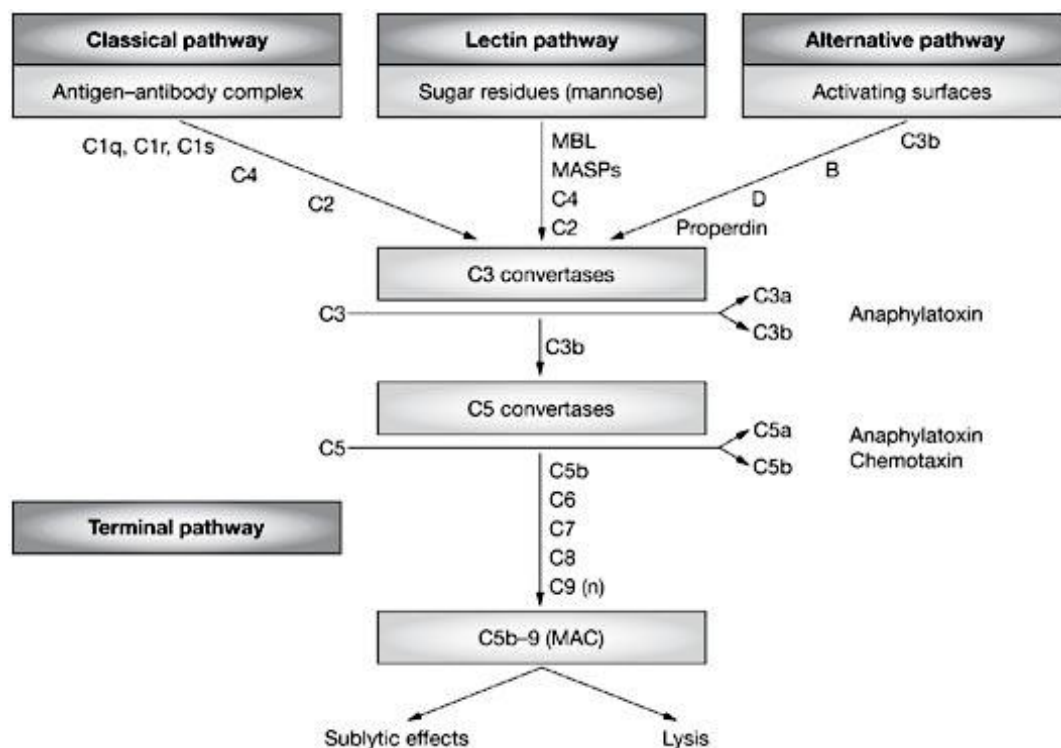 Classical pathway
Lectin pathway
Alternative pathway
Antigen–antibody complex
Sugar residues (mannose)
Activating surfaces
C1q, C1r, C1s
C4
C2
MBL
MASPs
C4
C2
C3b
B
D
Properdin
C3 convertases
C3
C3a
C3b
Anaphylatoxin
C3b
C5 convertases
C5
C5a
C5b
Anaphylatoxin
Chemotaxin
C5b
C6
C7
C8
C9 (n)
Terminal pathway
C5b–9 (MAC)
Sublytic effects
Lysis